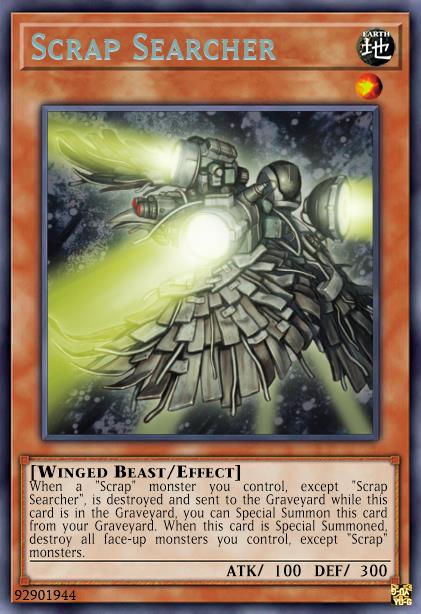 SCRAP SEARCHER
EARTH
地
[WINGED BEAST/EFFECT]
When a "Scrap" monster you control, except "Scrap
Searcher", is destroyed and sent to the Graveyard while this
card is in the Graveyard, you can Special Summon this card
from your Graveyard. When this card is Special Summoned,
destroy all face-up monsters you control, except "Scrap"
monsters.
ATK/ 100 DEF/ 300
92901944